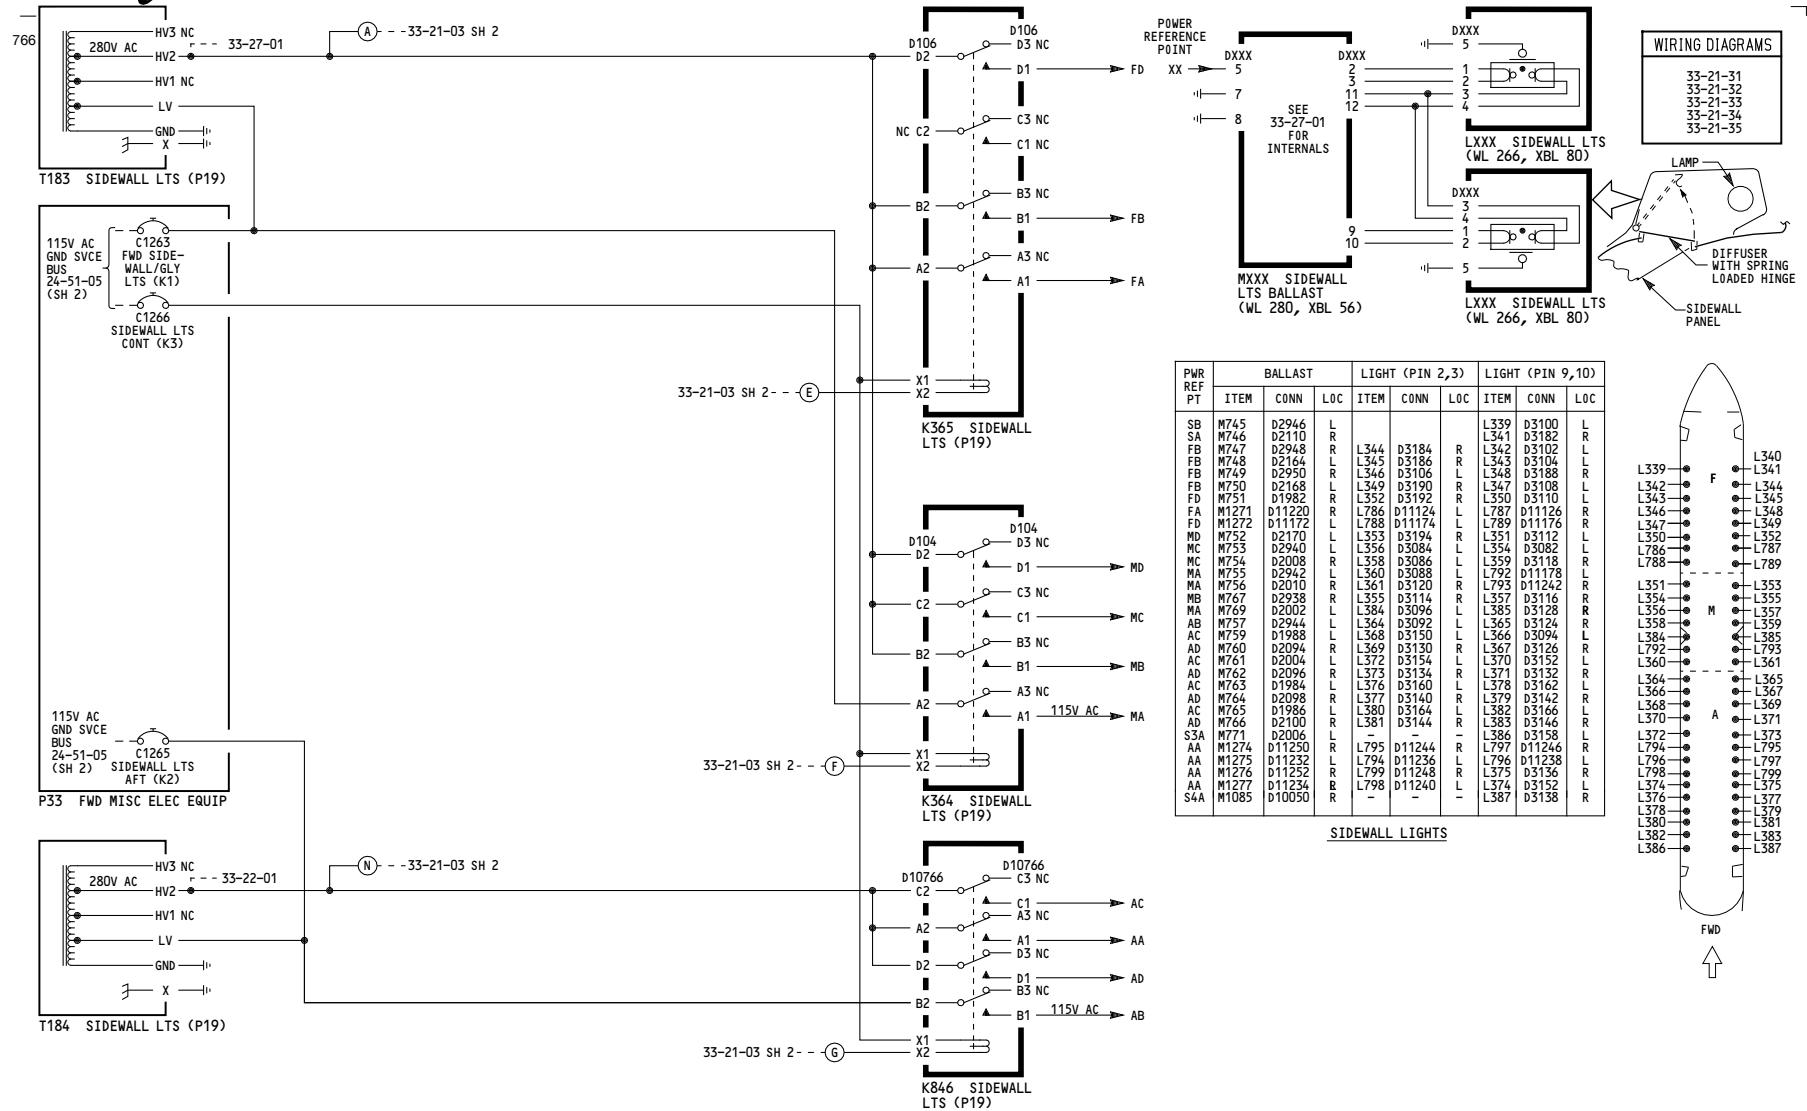 766
HV3 NC
280V AC
HV2
33-27-01
HV1 NC
LV
GND
X
T183 SIDEWALL LTS (P19)
A
33-21-03 SH 2
115V AC
GND SVCE
BUS
24-51-05
(SH 2)
C1263
FWD SIDE-
WALL/GLY
LTS (K1)
C1266
SIDEWALL LTS
CONT (K3)
115V AC
GND SVCE
BUS
24-51-05
(SH 2)
C1265
SIDEWALL LTS
AFT (K2)
P33 FWD MISC ELEC EQUIP
HV3 NC
280V AC
HV2
33-22-01
HV1 NC
LV
GND
X
T184 SIDEWALL LTS (P19)
N
33-21-03 SH 2
D106
D2
D106
D3 NC
D1
FD
NC C2
C3 NC
C1 NC
B2
B3 NC
B1
FB
A2
A3 NC
A1
FA
33-21-03 SH 2
E
X1
X2
K365 SIDEWALL
LTS (P19)
D104
D2
D104
D3 NC
D1
MD
C2
C3 NC
C1
MC
B2
B3 NC
B1
MB
A2
A3 NC
A1
115V AC
MA
33-21-03 SH 2
F
X1
X2
K364 SIDEWALL
LTS (P19)
D10766
C2
D10766
C3 NC
C1
AC
A2
A3 NC
A1
AA
D2
D3 NC
D1
AD
B2
B3 NC
B1
115V AC
AB
33-21-03 SH 2
G
X1
X2
K846 SIDEWALL
LTS (P19)
POWER
REFERENCE
POINT
XX
DXXX
5
7
8
SEE
33-27-01
FOR
INTERNALS
DXXX
2
3
11
12
9
10
MXXX SIDEWALL
LTS BALLAST
(WL 280, XBL 56)
DXXX
5
1
2
3
4
LXXX SIDEWALL LTS
(WL 266, XBL 80)
DXXX
3
4
1
2
5
LXXX SIDEWALL LTS
(WL 266, XBL 80)
WIRING DIAGRAMS
33-21-31
33-21-32
33-21-33
33-21-34
33-21-35
LAMP
DIFFUSER
WITH SPRING
LOADED HINGE
SIDEWALL
PANEL
PWR REF PT BALLAST LIGHT (PIN 2,3) LIGHT (PIN 9,10)
ITEM CONN LOC ITEM CONN LOC ITEM CONN LOC
SB M745 D2946 L L339 D3100 L
SA M746 D2110 R L341 D3182 R
FB M747 D2948 R L344 D3184 R L342 D3102 L
FB M748 D2164 L L345 D3186 R L343 D3104 L
FB M749 D2950 R L346 D3106 L L348 D3188 R
FB M750 D2168 L L349 D3190 R L347 D3108 L
FD M751 D1982 R L352 D3192 R L350 D3110 L
FA M1271 D11220 R L786 D11124 L L787 D11126 R
FD M1272 D11172 L L788 D11174 L L789 D11176 R
MD M752 D2170 L L353 D3194 R L351 D3112 L
MC M753 D2940 L L356 D3084 L L354 D3082 L
MC M754 D2008 R L358 D3086 L L359 D3118 R
MA M755 D2942 L L360 D3088 L L792 D11178 L
MA M756 D2010 R L361 D3120 R L793 D11242 R
MB M767 D2938 R L355 D3114 R L357 D3116 R
MA M769 D2002 L L384 D3096 L L385 D3128 R
AB M757 D2944 L L364 D3092 L L365 D3124 R
AC M759 D1988 L L368 D3150 L L366 D3094 L
AD M760 D2094 R L369 D3130 R L367 D3126 R
AC M761 D2004 L L372 D3154 L L370 D3152 L
AD M762 D2096 R L373 D3134 R L371 D3132 R
AC M763 D1984 L L376 D3160 L L378 D3162 L
AD M764 D2098 R L377 D3140 R L379 D3142 R
AC M765 D1986 L L380 D3164 L L382 D3166 L
AD M766 D2100 R L381 D3144 R L383 D3146 R
S3A M771 D2006 L - - - L386 D3158 L
AA M1274 D11250 R L795 D11244 R L797 D11246 R
AA M1275 D11232 L L794 D11236 L L796 D11238 L
AA M1276 D11252 R L799 D11248 R L375 D3136 R
AA M1277 D11234 R L798 D11240 L L374 D3152 L
S4A M1085 D10050 R - - - L387 D3138 R
SIDEWALL LIGHTS
L340
L339 L341
L342 L344
L343 L345
L346 L348
L347 L349
L350 L352
L786 L787
L788 L789
F
L351 L353
L354 L355
L356 L357
L358 L359
L384 L385
L792 L793
L360 L361
M
L364 L365
L366 L367
L368 L369
L370 L371
L372 L373
L794 L795
L796 L797
L798 L799
L374 L375
L376 L377
L378 L379
L380 L381
L382 L383
L386 L387
A
FWD